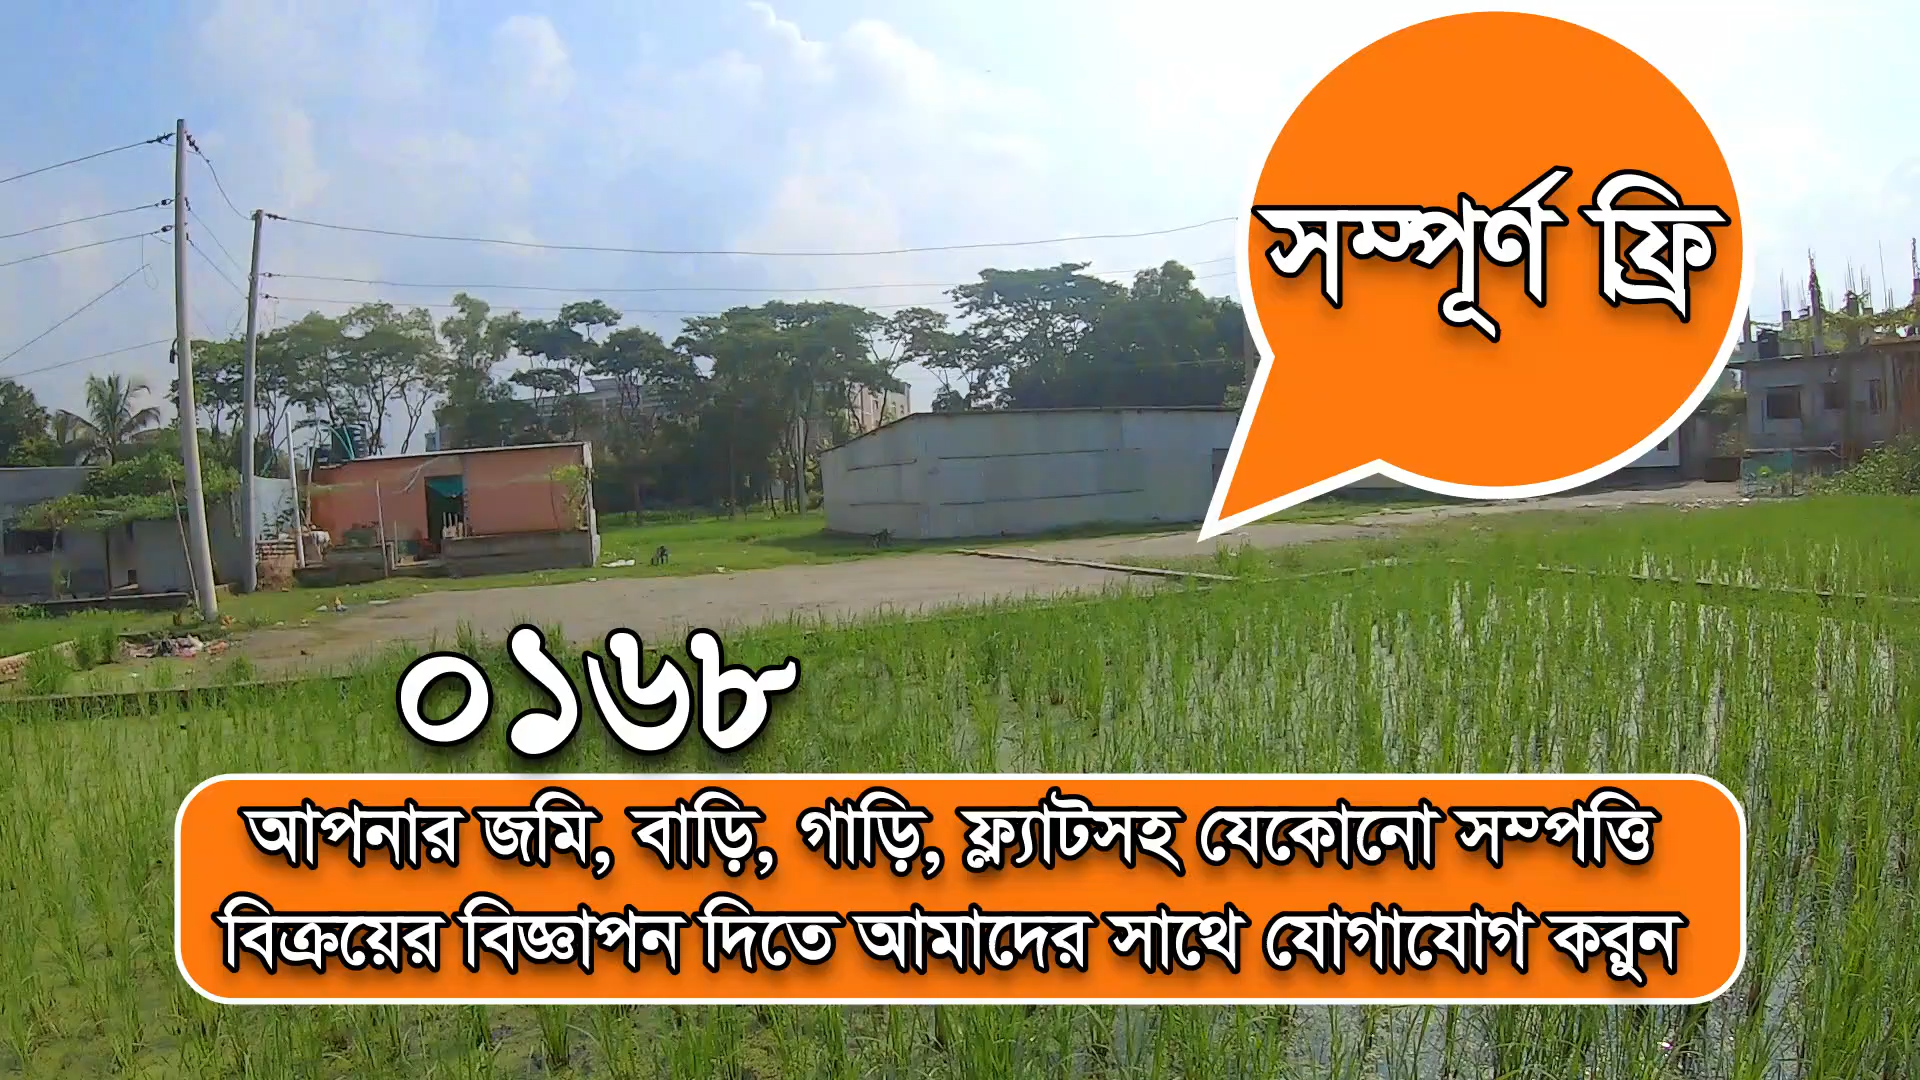 সম্পূর্ণ ফ্রি
০১৬৮
আপনার জমি, বাড়ি, গাড়ি, ফ্ল্যাটসহ যেকোনো সম্পত্তি
বিক্রয়ের বিজ্ঞাপন দিতে আমাদের সাথে যোগাযোগ করুন